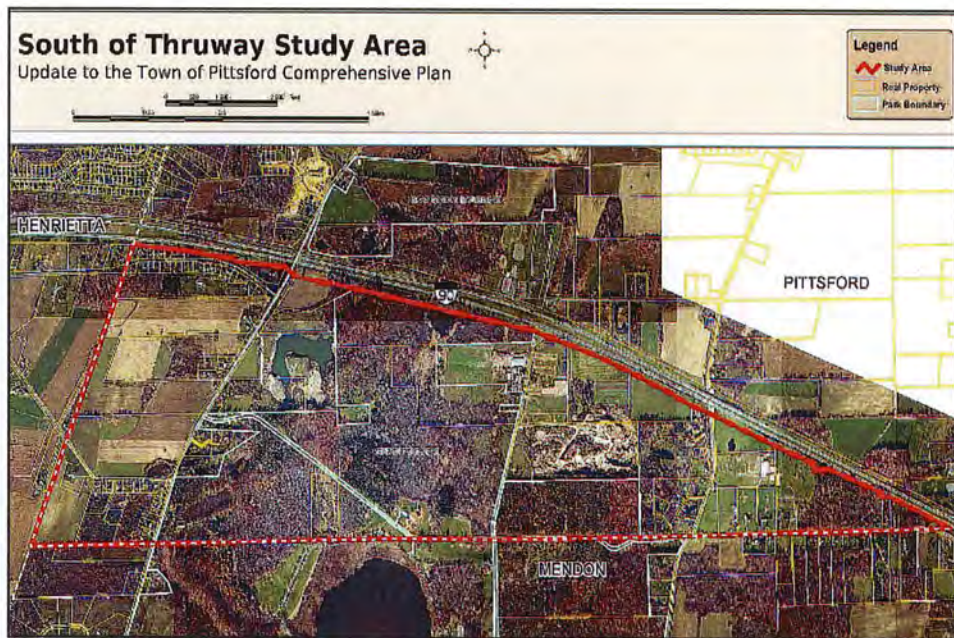 South of Thruway Study Area
Update to the Town of Pittsford Comprehensive Plan
Legend
Study Area
Real Property
Park Boundary
HENRIETTA
90
PITTSFORD
MENDON